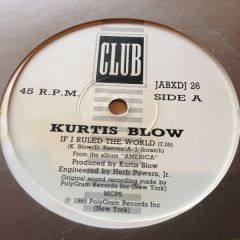 CLUB
45 R.P.M.
JABXDJ 26
SIDE A
KURTIS BLOW
IF I RULED THE WORLD (7.09)
(K. Blow/D. Reeves/A. J. Scratch)
From the album "AMERICA"
Produced by Kurtis Blow
Engineered by Herb Powers, Jr.
Original sound recording made by
PolyGram Records Inc (New York)
MCPS
℗ 1985 PolyGram Records Inc
(New York)